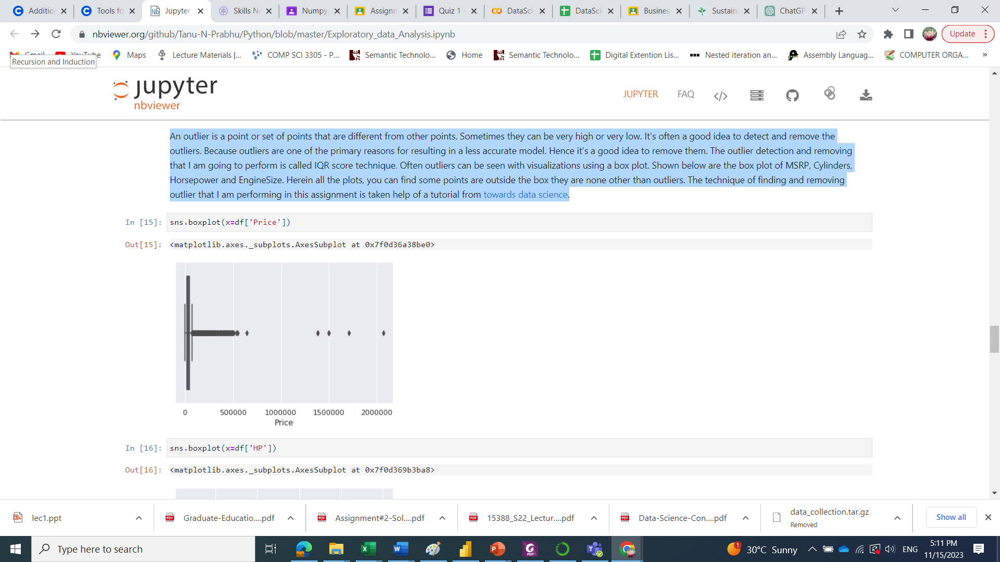 Additio
Tools fo
Jupyter
Skills Ne
Numpy
Assignm
Quiz 1 -
DataScie
DataScie
Busines
Sustain
ChatGP
nbviewer.org/github/Tanu-N-Prabhu/Python/blob/master/Exploratory_data_Analysis.ipynb
Update
Gmail
YouTube
Maps
Lecture Materials |...
COMP SCI 3305 - P...
Semantic Technolo...
Home
Semantic Technolo...
Digital Extention Lis...
Nested iteration an...
Assembly Languag...
COMPUTER ORGA...
»
Recursion and Induction
jupyter
nbviewer
JUPYTER
FAQ
</>
An outlier is a point or set of points that are different from other points. Sometimes they can be very high or very low. It's often a good idea to detect and remove the
outliers. Because outliers are one of the primary reasons for resulting in a less accurate model. Hence it's a good idea to remove them. The outlier detection and removing
that I am going to perform is called IQR score technique. Often outliers can be seen with visualizations using a box plot. Shown below are the box plot of MSRP, Cylinders,
Horsepower and EngineSize. Herein all the plots, you can find some points are outside the box they are none other than outliers. The technique of finding and removing
outlier that I am performing in this assignment is taken help of a tutorial from towards data science.
In [15]: sns.boxplot(x=df['Price'])
Out[15]: <matplotlib.axes._subplots.AxesSubplot at 0x7f0d36a38be0>
0 500000 1000000 1500000 2000000
Price
In [16]: sns.boxplot(x=df['HP'])
Out[16]: <matplotlib.axes._subplots.AxesSubplot at 0x7f0d369b3ba8>
lec1.ppt
Graduate-Educatio....pdf
Assignment#2-Sol....pdf
15388_S22_Lectur....pdf
Data-Science-Con....pdf
data_collection.tar.gz
Removed
Show all
Type here to search
30°C Sunny
ENG
5:11 PM
11/15/2023